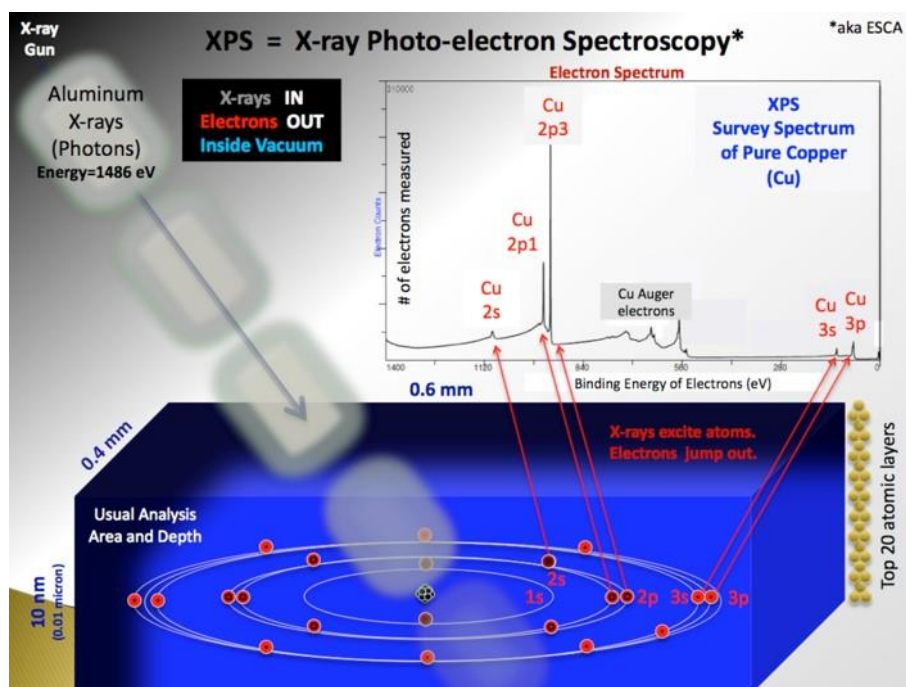 X-ray
Gun
XPS = X-ray Photo-electron Spectroscopy*
*aka ESCA
Aluminum
X-rays
(Photons)
Energy=1486 eV
X-rays IN
Electrons OUT
Inside Vacuum
Electron Spectrum
310000
Electron Counts
# of electrons measured
Cu
2p3
Cu
2p1
Cu
2s
XPS
Survey Spectrum
of Pure Copper
(Cu)
Cu Auger
electrons
Cu
3s
Cu
3p
1400
1120
840
560
280
0
Binding Energy of Electrons (eV)
0.6 mm
0.4 mm
X-rays excite atoms.
Electrons jump out.
Usual Analysis
Area and Depth
10 nm
(0.01 micron)
Top 20 atomic layers
1s
2s
2p
3s
3p